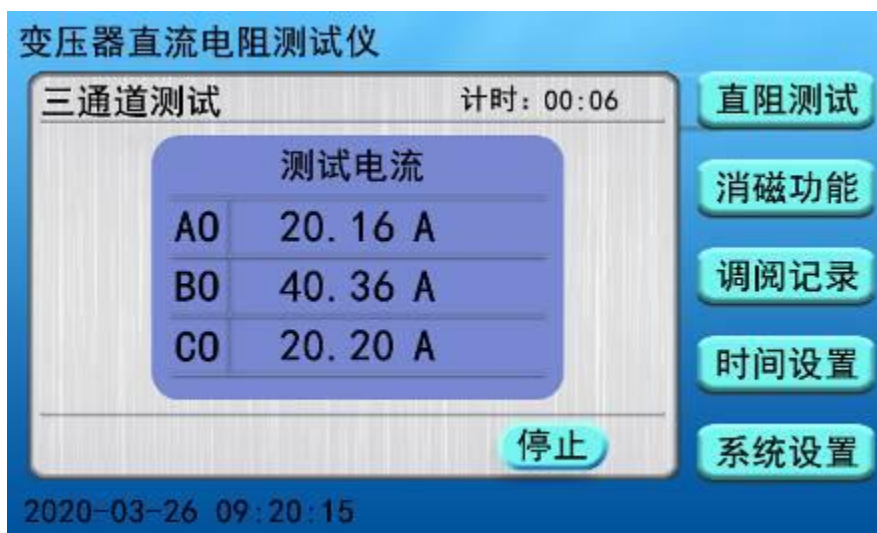 变压器直流电阻测试仪
三通道测试 计时: 00:06
测试电流
A0 20.16 A
B0 40.36 A
C0 20.20 A
停止
直阻测试
消磁功能
调阅记录
时间设置
系统设置
2020-03-26 09:20:15